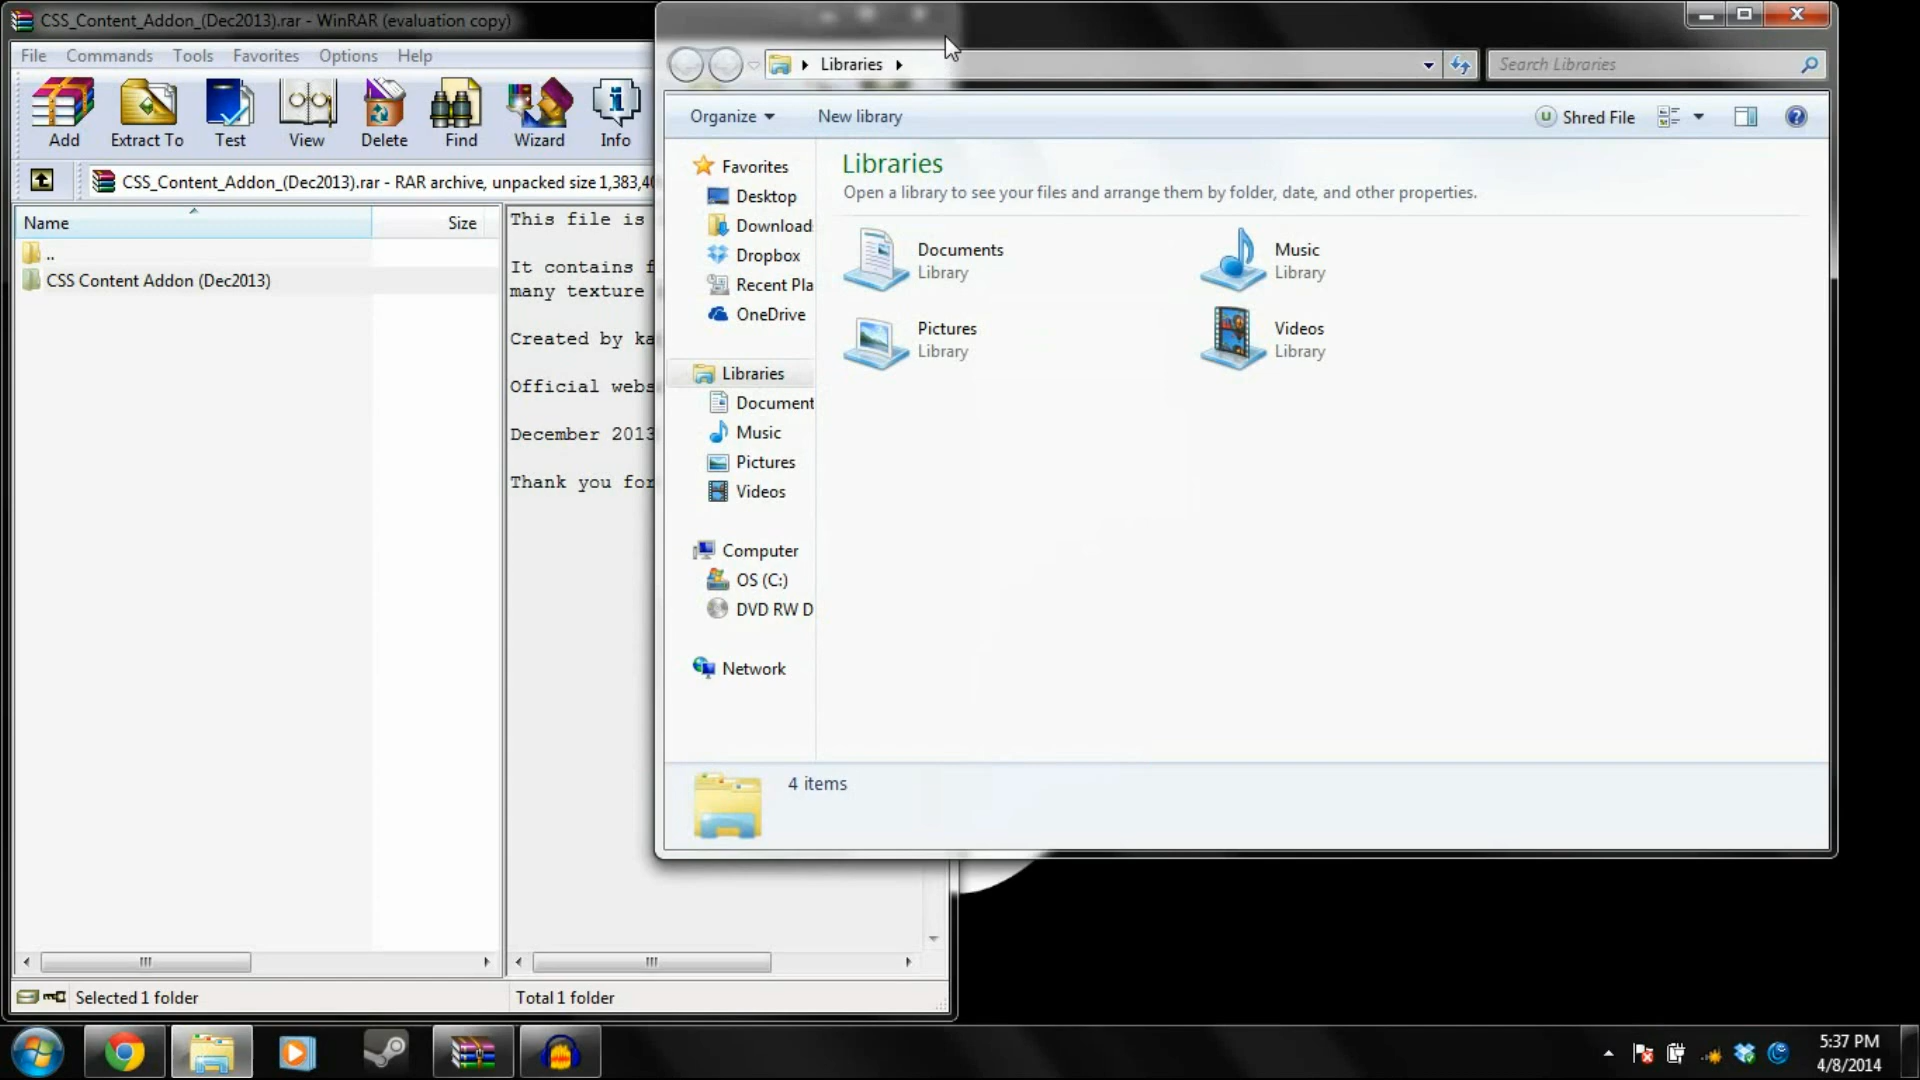 CSS_Content_Addon_(Dec2013).rar - WinRAR (evaluation copy)
File Commands Tools Favorites Options Help
Add Extract To Test View Delete Find Wizard Info
CSS_Content_Addon_(Dec2013).rar - RAR archive, unpacked size 1,383,40
Name Size
..
CSS Content Addon (Dec2013)
This file is
It contains f
many texture
Created by ka
Official webs
December 2013
Thank you for
Selected 1 folder
Total 1 folder
Libraries
Search Libraries
Organize New library
Shred File
Favorites
Desktop
Download
Dropbox
Recent Pla
OneDrive
Libraries
Document
Music
Pictures
Videos
Computer
OS (C:)
DVD RW D
Network
Libraries
Open a library to see your files and arrange them by folder, date, and other properties.
Documents
Library
Music
Library
Pictures
Library
Videos
Library
4 items
5:37 PM
4/8/2014